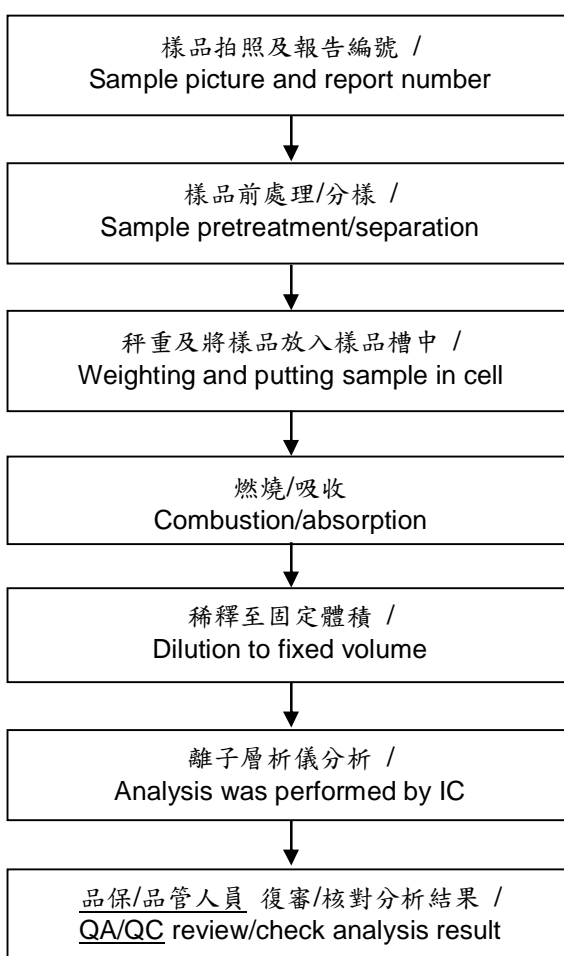 樣品拍照及報告編號 /
Sample picture and report number
樣品前處理/分樣 /
Sample pretreatment/separation
秤重及將樣品放入樣品槽中 /
Weighting and putting sample in cell
燃燒/吸收
Combustion/absorption
稀釋至固定體積 /
Dilution to fixed volume
離子層析儀分析 /
Analysis was performed by IC
品保/品管人員 復審/核對分析結果 /
QA/QC review/check analysis result